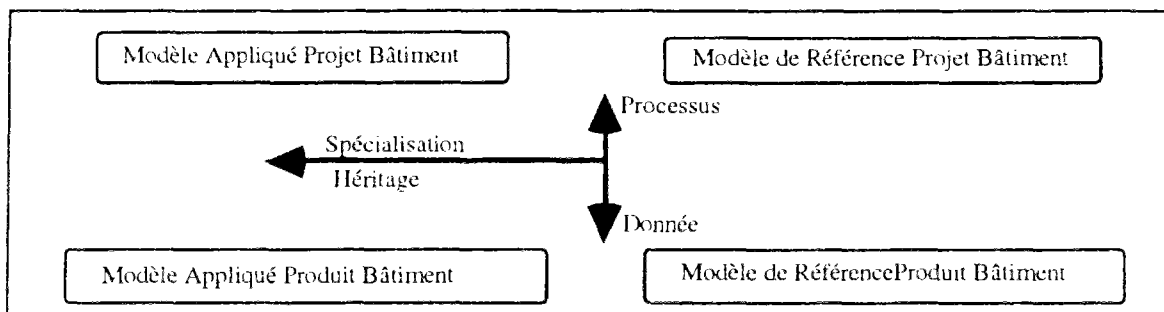 Modèle Appliqué Projet Bâtiment
Modèle de Référence Projet Bâtiment
Processus
Spécialisation
Héritage
Donnée
Modèle Appliqué Produit Bâtiment
Modèle de RéférenceProduit Bâtiment